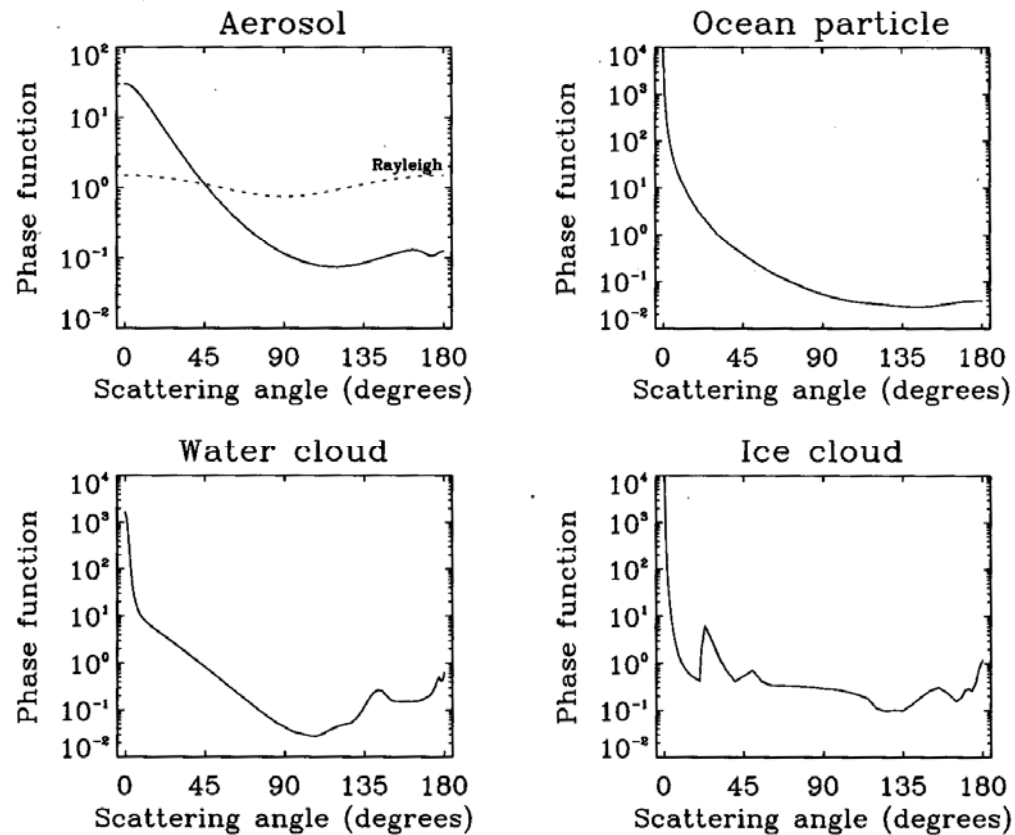 Aerosol
Phase function
10²
10¹
10⁰
10⁻¹
10⁻²
Rayleigh
0 45 90 135 180
Scattering angle (degrees)
Ocean particle
Phase function
10⁴
10³
10²
10¹
10⁰
10⁻¹
10⁻²
0 45 90 135 180
Scattering angle (degrees)
Water cloud
Phase function
10⁴
10³
10²
10¹
10⁰
10⁻¹
10⁻²
0 45 90 135 180
Scattering angle (degrees)
Ice cloud
Phase function
10⁴
10³
10²
10¹
10⁰
10⁻¹
10⁻²
0 45 90 135 180
Scattering angle (degrees)